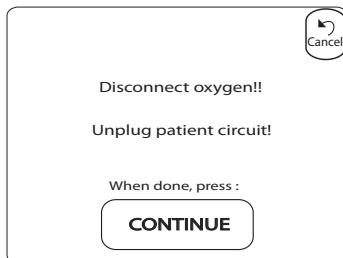 Cancel
Disconnect oxygen!!
Unplug patient circuit!
When done, press :
CONTINUE